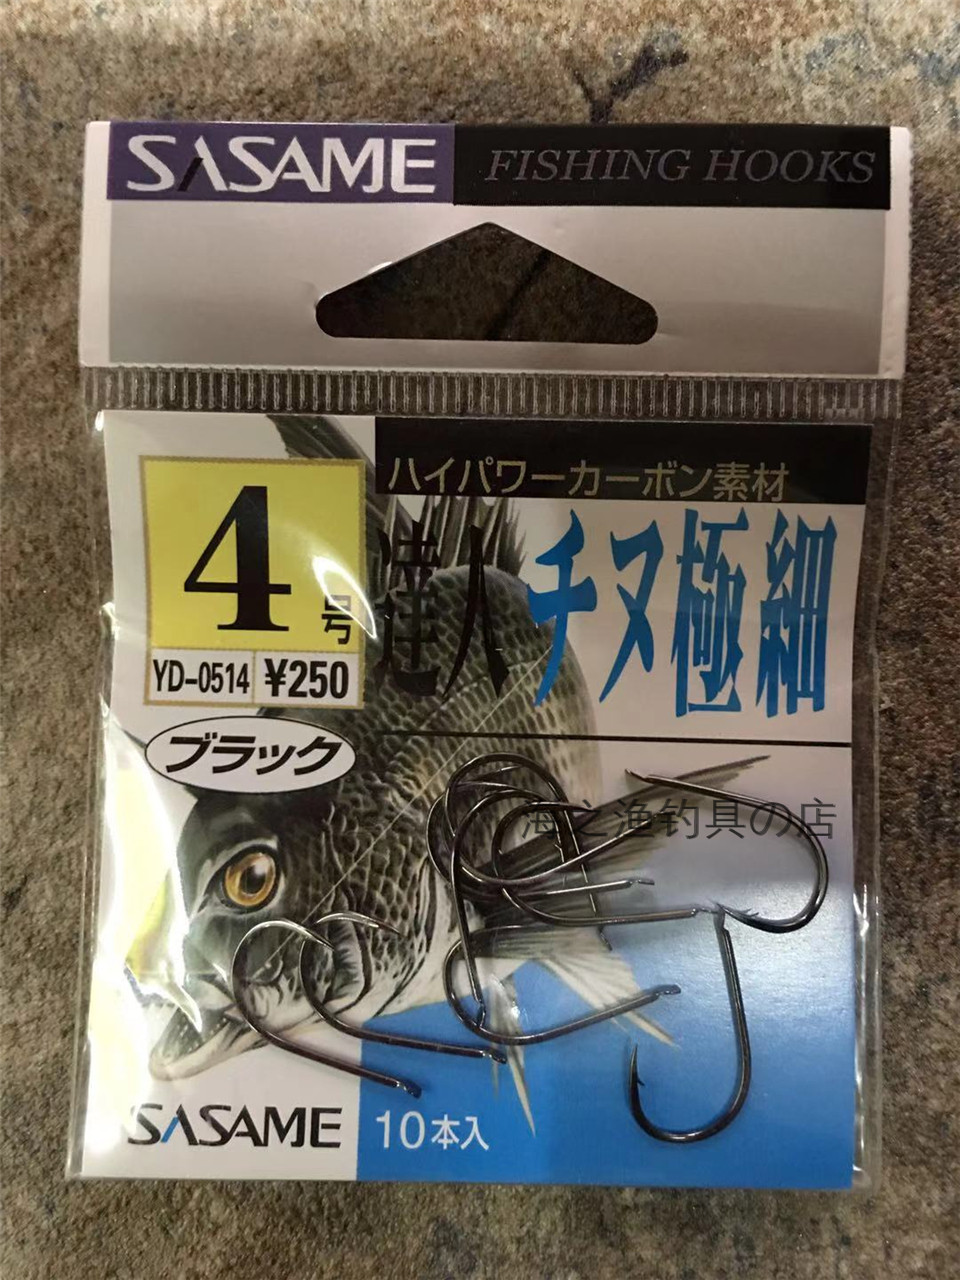 SASAME FISHING HOOKS
ハイパワーカーボン素材
4号
達人チヌ極細
YD-0514 ¥250
ブラック
海之渔钓具の店
SASAME
10本入